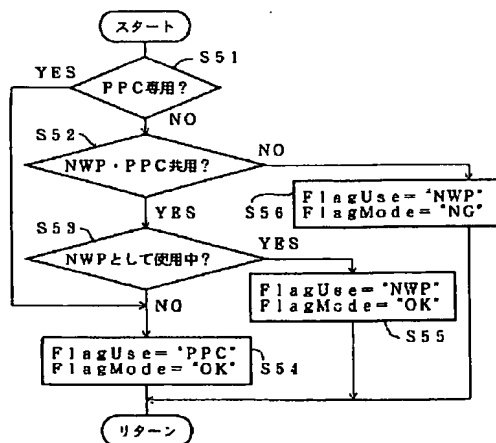 スタート
S51
YES
PPC専用?
S52
NO
NWP・PPC共用?
NO
S53
YES
S56
FlagUse="NWP"
FlagMode="NG"
NWPとして使用中?
YES
NO
FlagUse="NWP"
FlagMode="OK"
S55
FlagUse="PPC"
FlagMode="OK"
S54
リターン